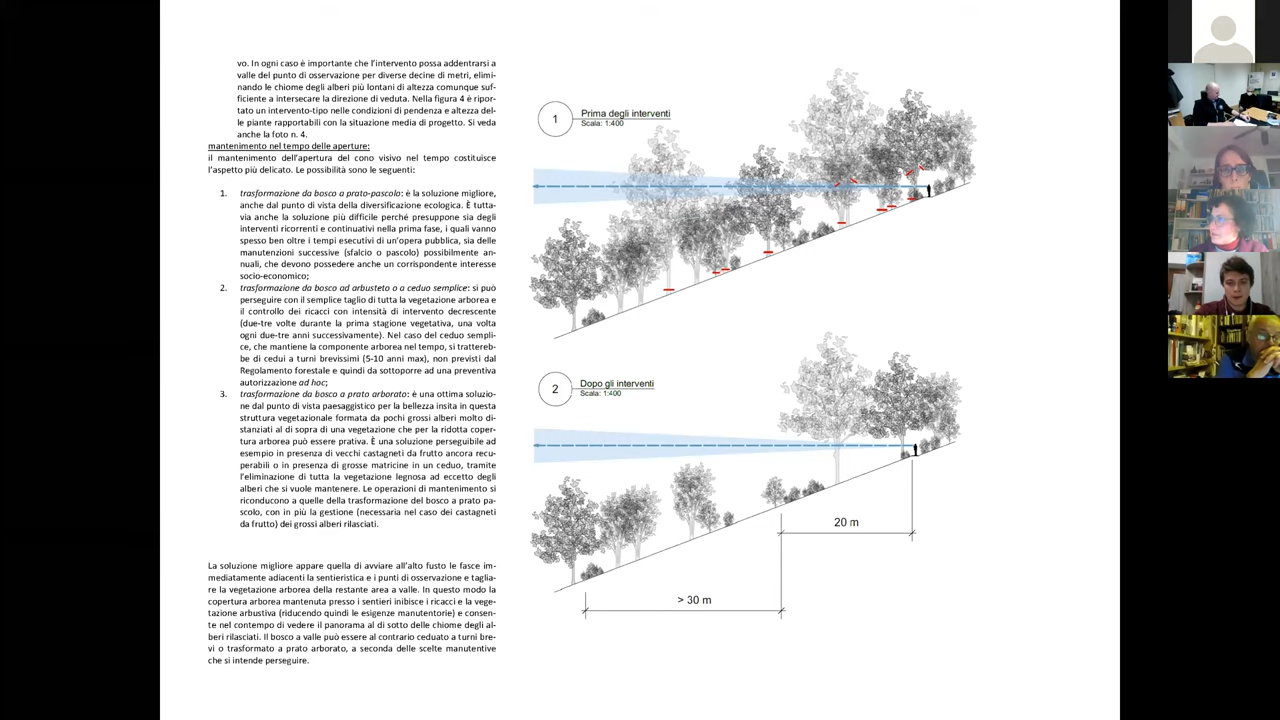 vo. In ogni caso è importante che l'intervento possa addentrarsi a
valle del punto di osservazione per diverse decine di metri, elimi-
nando le chiome degli alberi più lontani di altezza comunque suf-
ficiente a intersecare la direzione di veduta. Nella figura 4 è ripor-
tato un intervento-tipo nelle condizioni di pendenza e altezza del-
le piante rapportabili con la situazione media di progetto. Si veda
anche la foto n. 4.
mantenimento nel tempo delle aperture:
il mantenimento dell'apertura del cono visivo nel tempo costituisce
l'aspetto più delicato. Le possibilità sono le seguenti:
1. trasformazione da bosco a prato-pascolo: è la soluzione migliore,
anche dal punto di vista della diversificazione ecologica. È tutta-
via anche la soluzione più difficile perché presuppone sia degli
interventi ricorrenti e continuativi nella prima fase, i quali vanno
spesso ben oltre i tempi esecutivi di un'opera pubblica, sia delle
manutenzioni successive (sfalcio o pascolo) possibilmente an-
nuali, che devono possedere anche un corrispondente interesse
socio-economico;
2. trasformazione da bosco ad arbusteto o a ceduo semplice: si può
perseguire con il semplice taglio di tutta la vegetazione arborea e
il controllo dei ricacci con intensità di intervento decrescente
(due-tre volte durante la prima stagione vegetativa, una volta
ogni due-tre anni successivamente). Nel caso del ceduo sempli-
ce, che mantiene la componente arborea nel tempo, si trattereb-
be di cedui a turni brevissimi (5-10 anni max), non previsti dal
Regolamento forestale e quindi da sottoporre ad una preventiva
autorizzazione ad hoc;
3. trasformazione da bosco a prato arborato: è una ottima soluzio-
ne dal punto di vista paesaggistico per la bellezza insita in questa
struttura vegetazionale formata da pochi grossi alberi molto di-
stanziati al di sopra di una vegetazione che per la ridotta coper-
tura arborea può essere prativa. È una soluzione perseguibile ad
esempio in presenza di vecchi castagneti da frutto ancora recu-
perabili o in presenza di grosse matricine in un ceduo, tramite
l'eliminazione di tutta la vegetazione legnosa ad eccetto degli
alberi che si vuole mantenere. Le operazioni di mantenimento si
riconducono a quelle della trasformazione del bosco a prato pa-
scolo, con in più la gestione (necessaria nel caso dei castagneti
da frutto) dei grossi alberi rilasciati.
La soluzione migliore appare quella di avviare all'alto fusto le fasce im-
mediatamente adiacenti la sentieristica e i punti di osservazione e taglia-
re la vegetazione arborea della restante area a valle. In questo modo la
copertura arborea mantenuta presso i sentieri inibisce i ricacci e la vege-
tazione arbustiva (riducendo quindi le esigenze manutentorie) e consen-
te nel contempo di vedere il panorama al di sotto delle chiome degli al-
beri rilasciati. Il bosco a valle può essere al contrario ceduato a turni bre-
vi o trasformato a prato arborato, a seconda delle scelte manutentive
che si intende perseguire.
1 Prima degli interventi
Scala: 1:400
2 Dopo gli interventi
Scala: 1:400
20 m
> 30 m